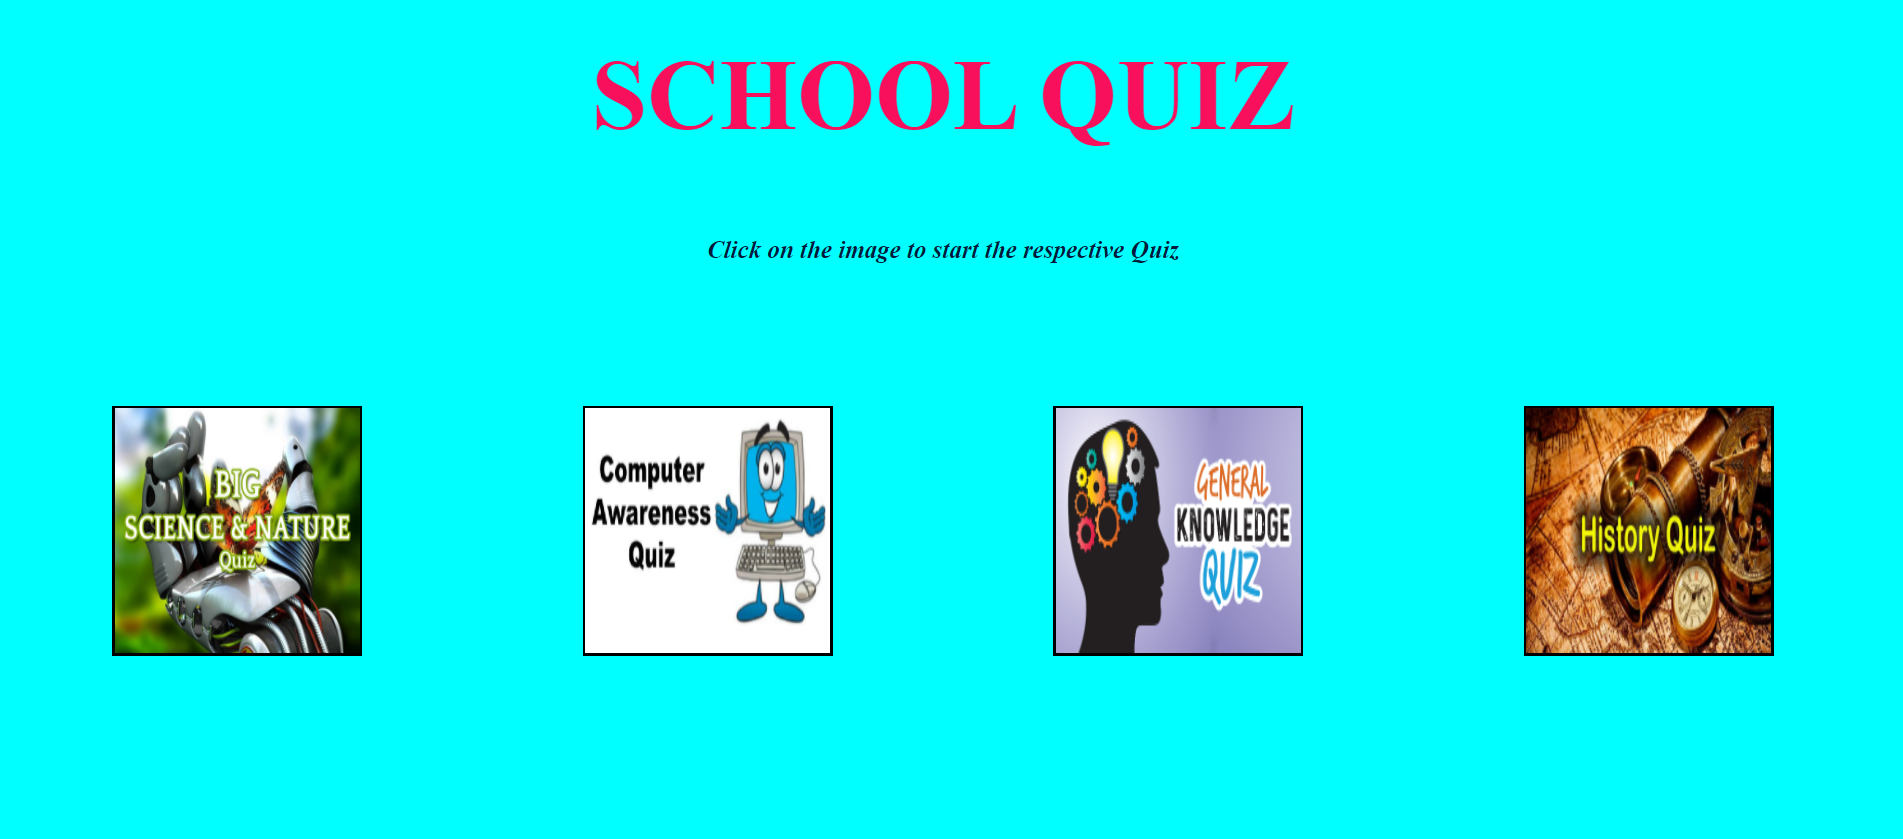 SCHOOL QUIZ
Click on the image to start the respective Quiz
BIG
SCIENCE & NATURE
Quiz
Computer
Awareness
Quiz
GENERAL
KNOWLEDGE
QUIZ
History Quiz